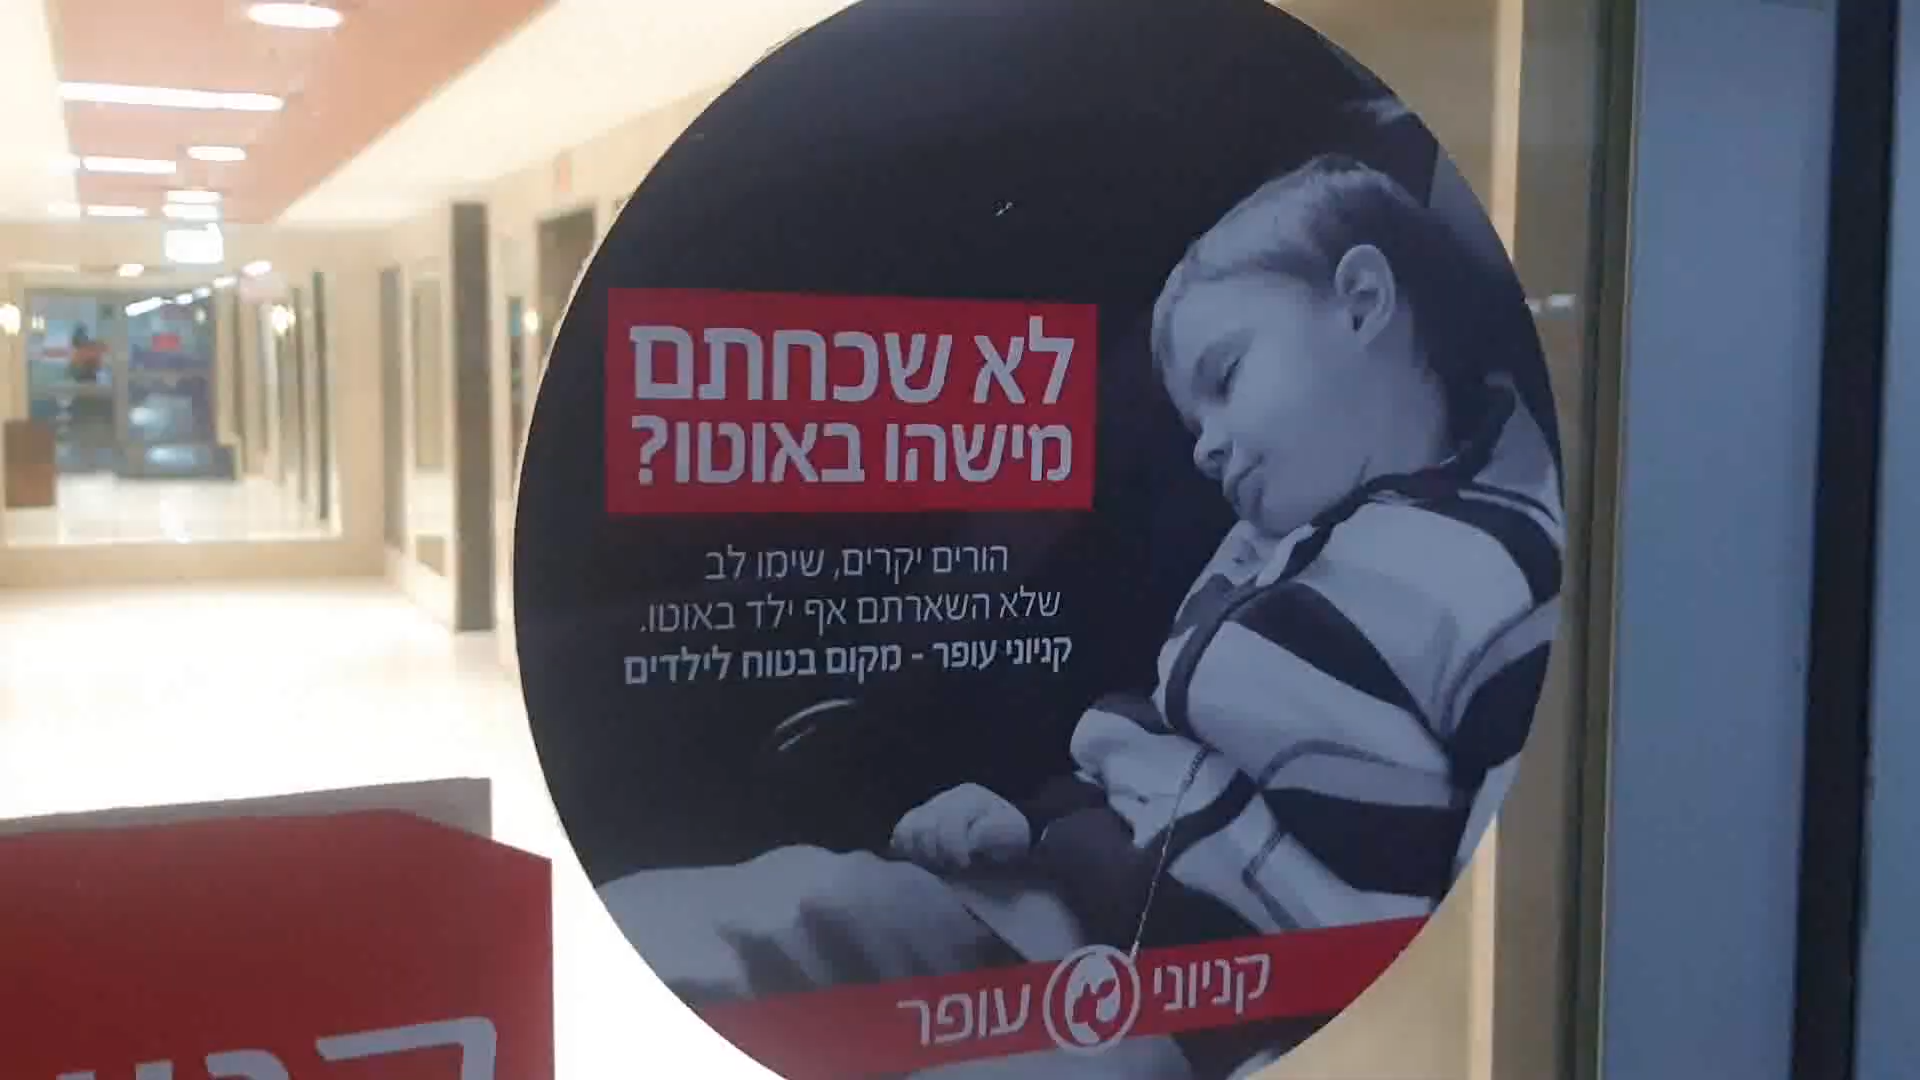 לא שכחתם
מישהו באוטו?
הורים יקרים, שימו לב
שלא השארתם אף ילד באוטו.
קניוני עופר - מקום בטוח לילדים
קניוני עופר